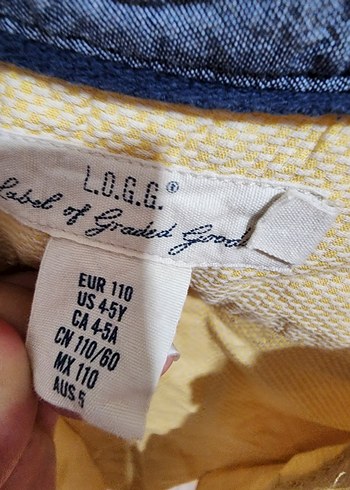 L.O.G.G.®
Label of Graded Goods
EUR 110
US 4-5Y
CA 4-5A
CN 110/60
MX 110
AUS 5